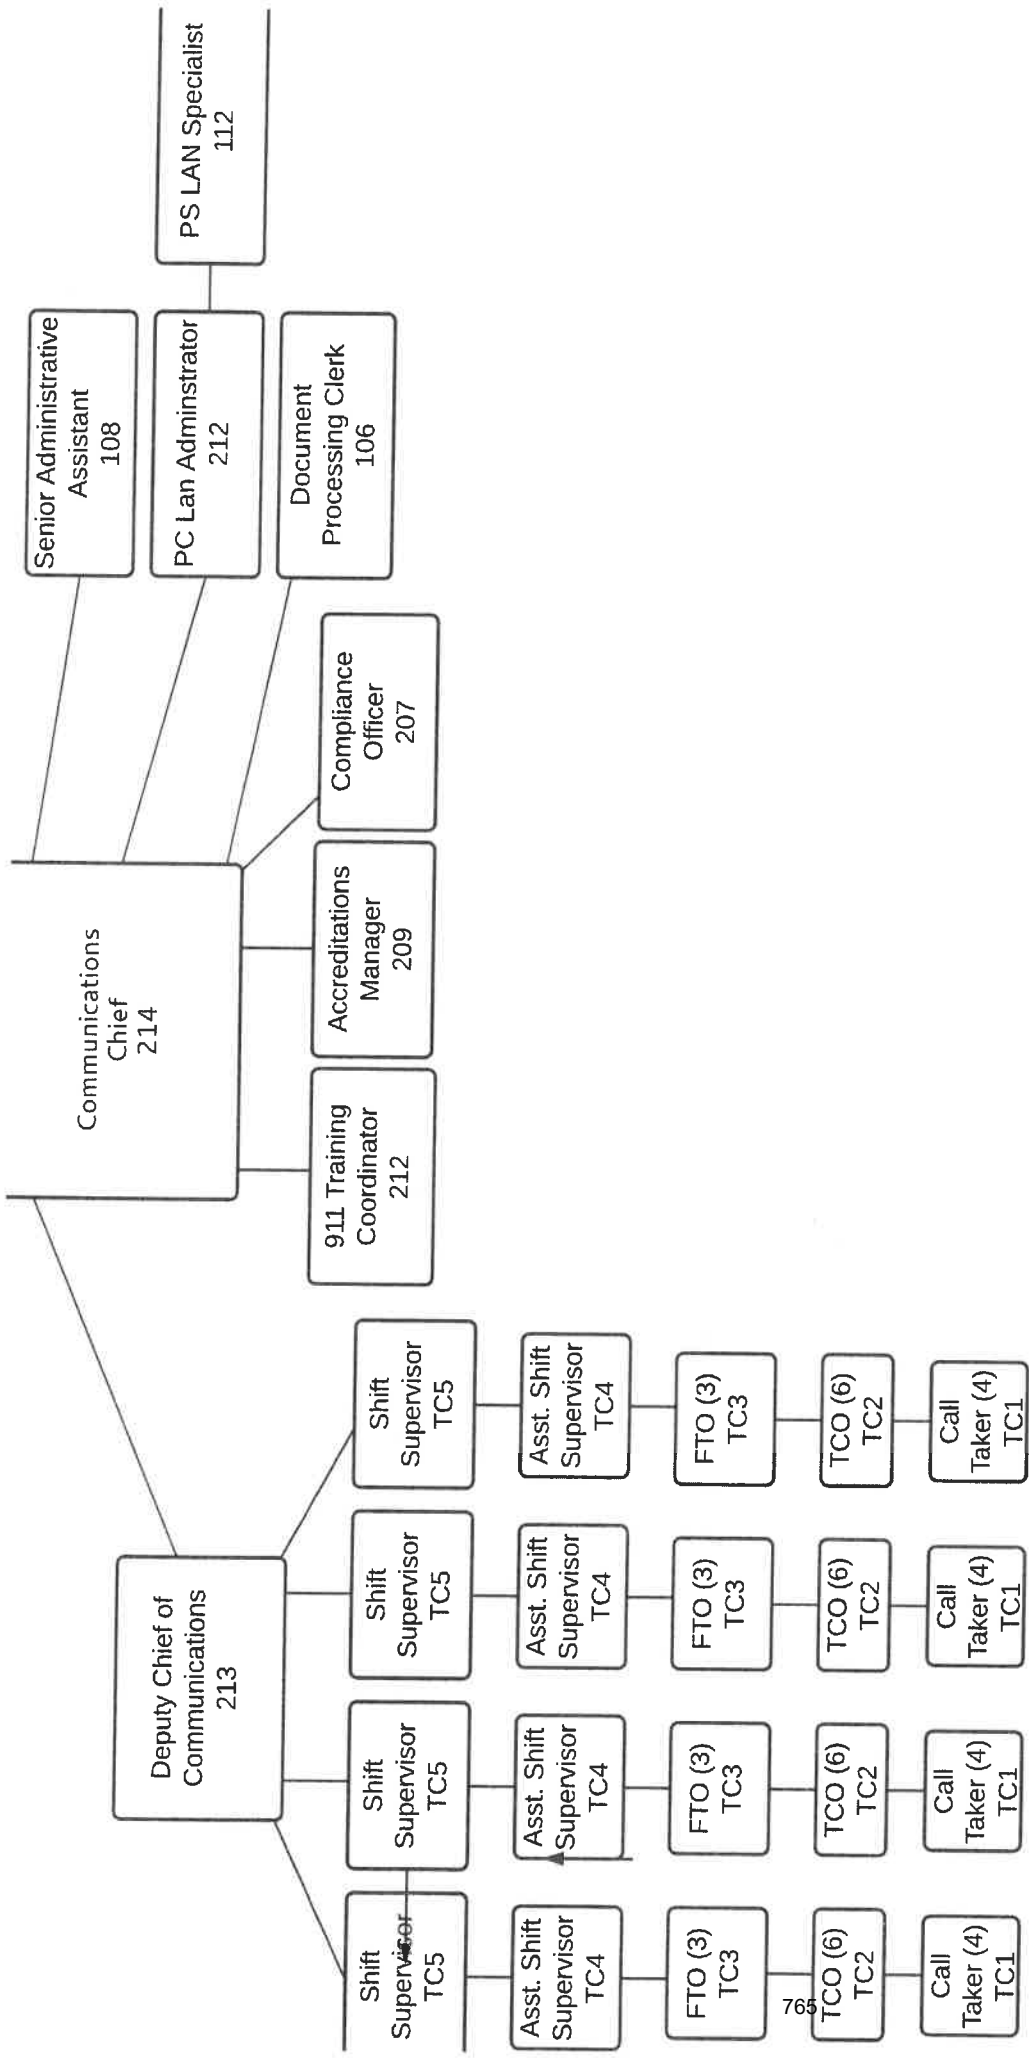 Communications
Chief
214
Senior Administrative
Assistant
108
PC Lan Adminstrator
212
PS LAN Specialist
112
Document
Processing Clerk
106
911 Training
Coordinator
212
Accreditations
Manager
209
Compliance
Officer
207
Deputy Chief of
Communications
213
Shift
Supervisor
TC5
Asst. Shift
Supervisor
TC4
FTO (3)
TC3
TCO (6)
TC2
Call
Taker (4)
TC1
Shift
Supervisor
TC5
Asst. Shift
Supervisor
TC4
FTO (3)
TC3
TCO (6)
TC2
Call
Taker (4)
TC1
Shift
Supervisor
TC5
Asst. Shift
Supervisor
TC4
FTO (3)
TC3
TCO (6)
TC2
Call
Taker (4)
TC1
Shift
Supervisor
TC5
Asst. Shift
Supervisor
TC4
FTO (3)
TC3
TCO (6)
TC2
Call
Taker (4)
TC1
765